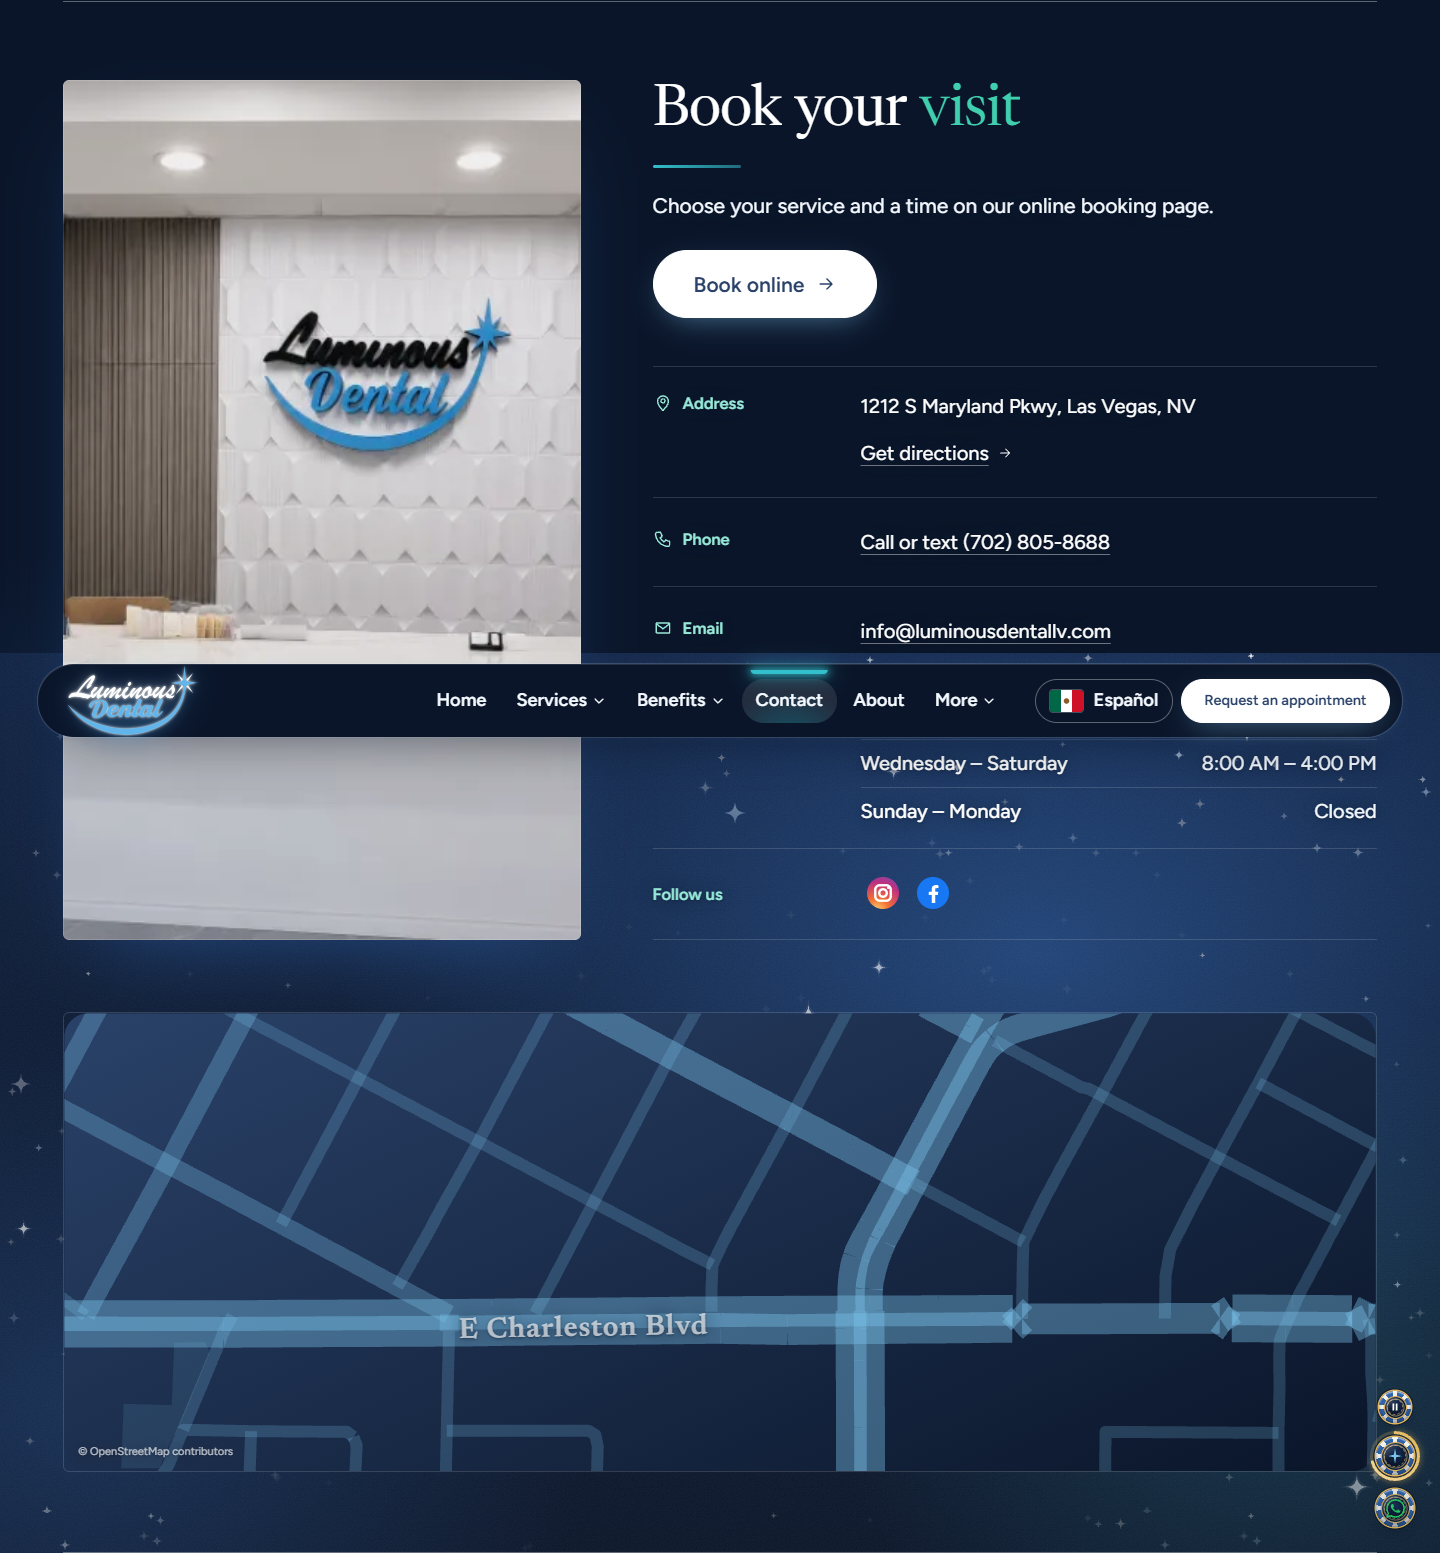 Book your visit
Choose your service and a time on our online booking page.
Book online
Luminous
Dental
Address
1212 S Maryland Pkwy, Las Vegas, NV
Get directions
Phone
Call or text (702) 805-8688
Email
info@luminousdentallv.com
Luminous
Dental
Home
Services
Benefits
Contact
About
More
Español
Request an appointment
Wednesday – Saturday
8:00 AM – 4:00 PM
Sunday – Monday
Closed
Follow us
E Charleston Blvd
© OpenStreetMap contributors